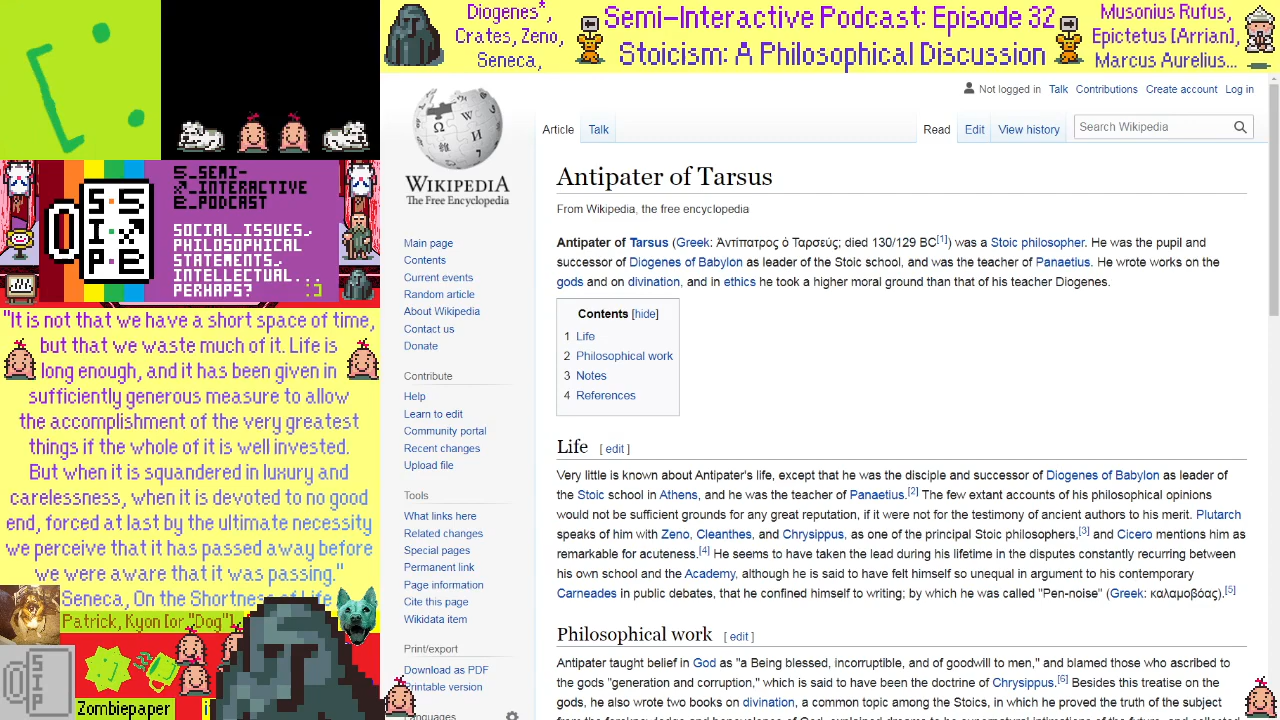 Diogenes*,
Crates, Zeno,
Seneca,
Semi-Interactive Podcast: Episode 32
Stoicism: A Philosophical Discussion
Musonius Rufus,
Epictetus [Arrian],
Marcus Aurelius...
S_SEMI-
_INTERACTIVE
_PODCAST
SOCIAL_ISSUES,
PHILOSOPHICAL
STATEMENTS,
INTELLECTUAL...
PERHAPS?
"It is not that we have a short space of time,
but that we waste much of it. Life is
long enough, and it has been given in
sufficiently generous measure to allow
the accomplishment of the very greatest
things if the whole of it is well invested.
But when it is squandered in luxury and
carelessness, when it is devoted to no good
end, forced at last by the ultimate necessity
we perceive that it has passed away before
we were aware that it was passing."
Seneca, On the Shortness of Life
Patrick, Kyon [or "Dog"],
Zombiepaper
Not logged in Talk Contributions Create account Log in
Article Talk Read Edit View history Search Wikipedia
WIKIPEDIA
The Free Encyclopedia
Main page
Contents
Current events
Random article
About Wikipedia
Contact us
Donate
Contribute
Help
Learn to edit
Community portal
Recent changes
Upload file
Tools
What links here
Related changes
Special pages
Permanent link
Page information
Cite this page
Wikidata item
Print/export
Download as PDF
Printable version
Languages
Antipater of Tarsus
From Wikipedia, the free encyclopedia
Antipater of Tarsus (Greek: Ἀντίπατρος ὁ Ταρσεύς; died 130/129 BC[1]) was a Stoic philosopher. He was the pupil and
successor of Diogenes of Babylon as leader of the Stoic school, and was the teacher of Panaetius. He wrote works on the
gods and on divination, and in ethics he took a higher moral ground than that of his teacher Diogenes.
Contents [hide]
1 Life
2 Philosophical work
3 Notes
4 References
Life [ edit ]
Very little is known about Antipater's life, except that he was the disciple and successor of Diogenes of Babylon as leader of
the Stoic school in Athens, and he was the teacher of Panaetius.[2] The few extant accounts of his philosophical opinions
would not be sufficient grounds for any great reputation, if it were not for the testimony of ancient authors to his merit. Plutarch
speaks of him with Zeno, Cleanthes, and Chrysippus, as one of the principal Stoic philosophers,[3] and Cicero mentions him as
remarkable for acuteness.[4] He seems to have taken the lead during his lifetime in the disputes constantly recurring between
his own school and the Academy, although he is said to have felt himself so unequal in argument to his contemporary
Carneades in public debates, that he confined himself to writing; by which he was called "Pen-noise" (Greek: καλαμοβόας).[5]
Philosophical work [ edit ]
Antipater taught belief in God as "a Being blessed, incorruptible, and of goodwill to men," and blamed those who ascribed to
the gods "generation and corruption," which is said to have been the doctrine of Chrysippus.[6] Besides this treatise on the
gods, he also wrote two books on divination, a common topic among the Stoics, in which he proved the truth of the subject